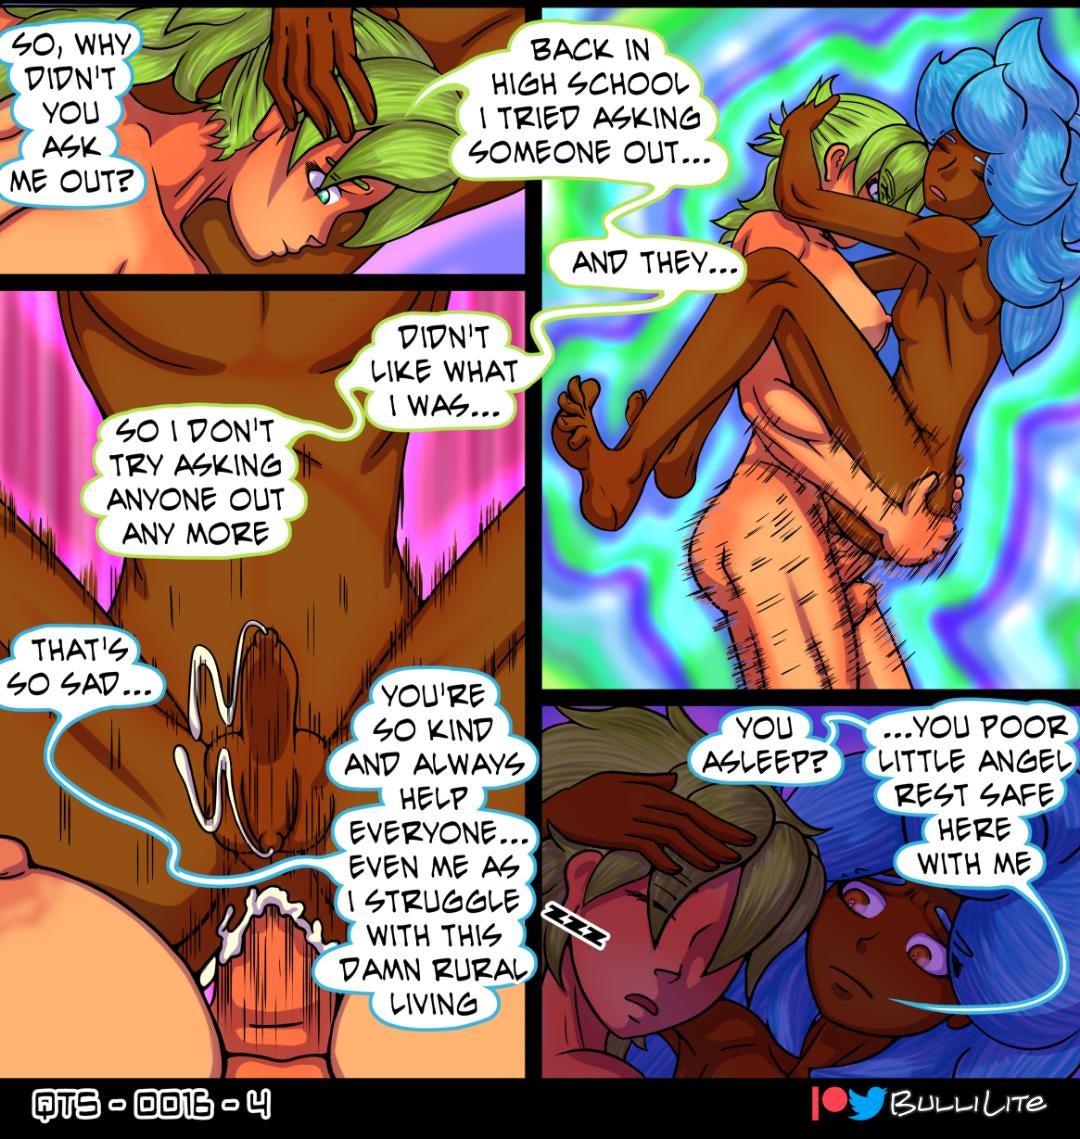 SO, WHY
DIDN'T
YOU
ASK
ME OUT?
BACK IN
HIGH SCHOOL
I TRIED ASKING
SOMEONE OUT...
AND THEY...
DIDN'T
LIKE WHAT
I WAS...
SO I DON'T
TRY ASKING
ANYONE OUT
ANY MORE
THAT'S
SO SAD...
YOU'RE
SO KIND
AND ALWAYS
HELP
EVERYONE...
EVEN ME AS
I STRUGGLE
WITH THIS
DAMN RURAL
LIVING
YOU
ASLEEP?
...YOU POOR
LITTLE ANGEL
REST SAFE
HERE
WITH ME
ZZZ
QTS - 0016 - 4
BULLILITE